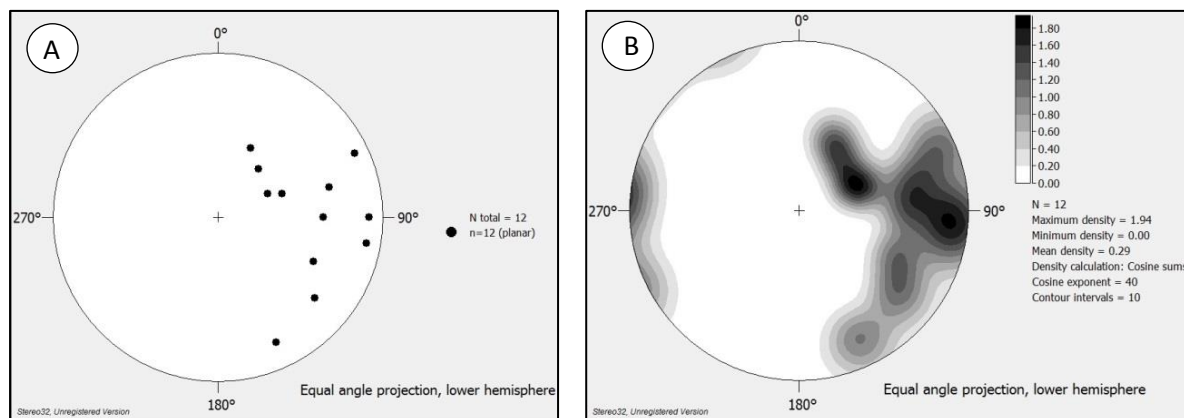 A
0°
270°
90°
180°
N total = 12
n=12 (planar)
Equal angle projection, lower hemisphere
Stereo32, Unregistered Version
B
0°
270°
90°
180°
1.80
1.60
1.40
1.20
1.00
0.80
0.60
0.40
0.20
0.00
N = 12
Maximum density = 1.94
Minimum density = 0.00
Mean density = 0.29
Density calculation: Cosine sums
Cosine exponent = 40
Contour intervals = 10
Equal angle projection, lower hemisphere
Stereo32, Unregistered Version